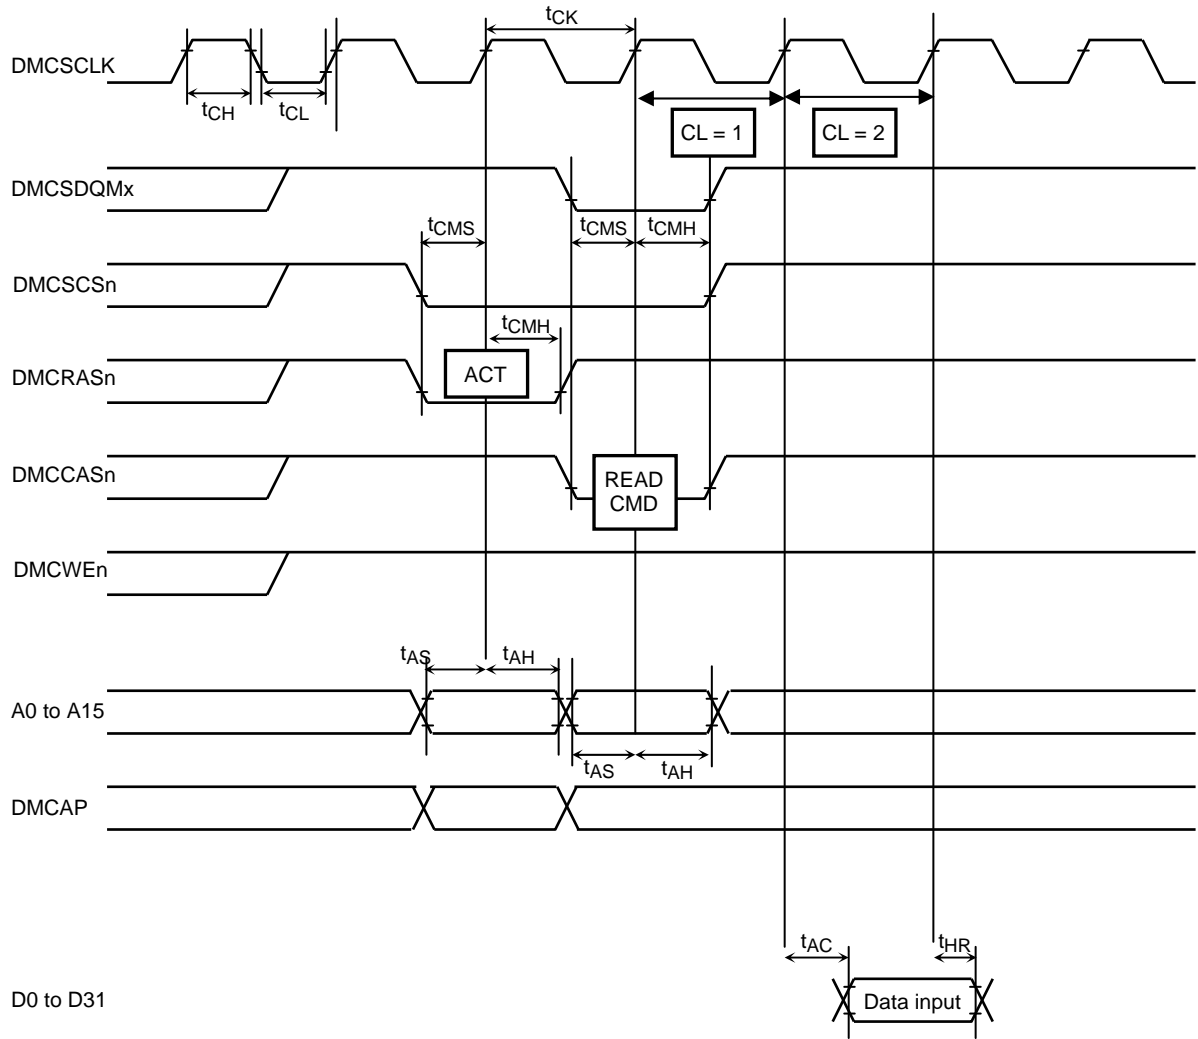 tCK
DMCSCLK
tCH
tCL
CL = 1
CL = 2
DMCSDQMx
tCMS
tCMS
tCMH
DMCSCSn
tCMH
DMCRASn
ACT
DMCCASn
READ
CMD
DMCWEn
tAS
tAH
A0 to A15
tAS
tAH
DMCAP
tAC
tHR
D0 to D31
Data input